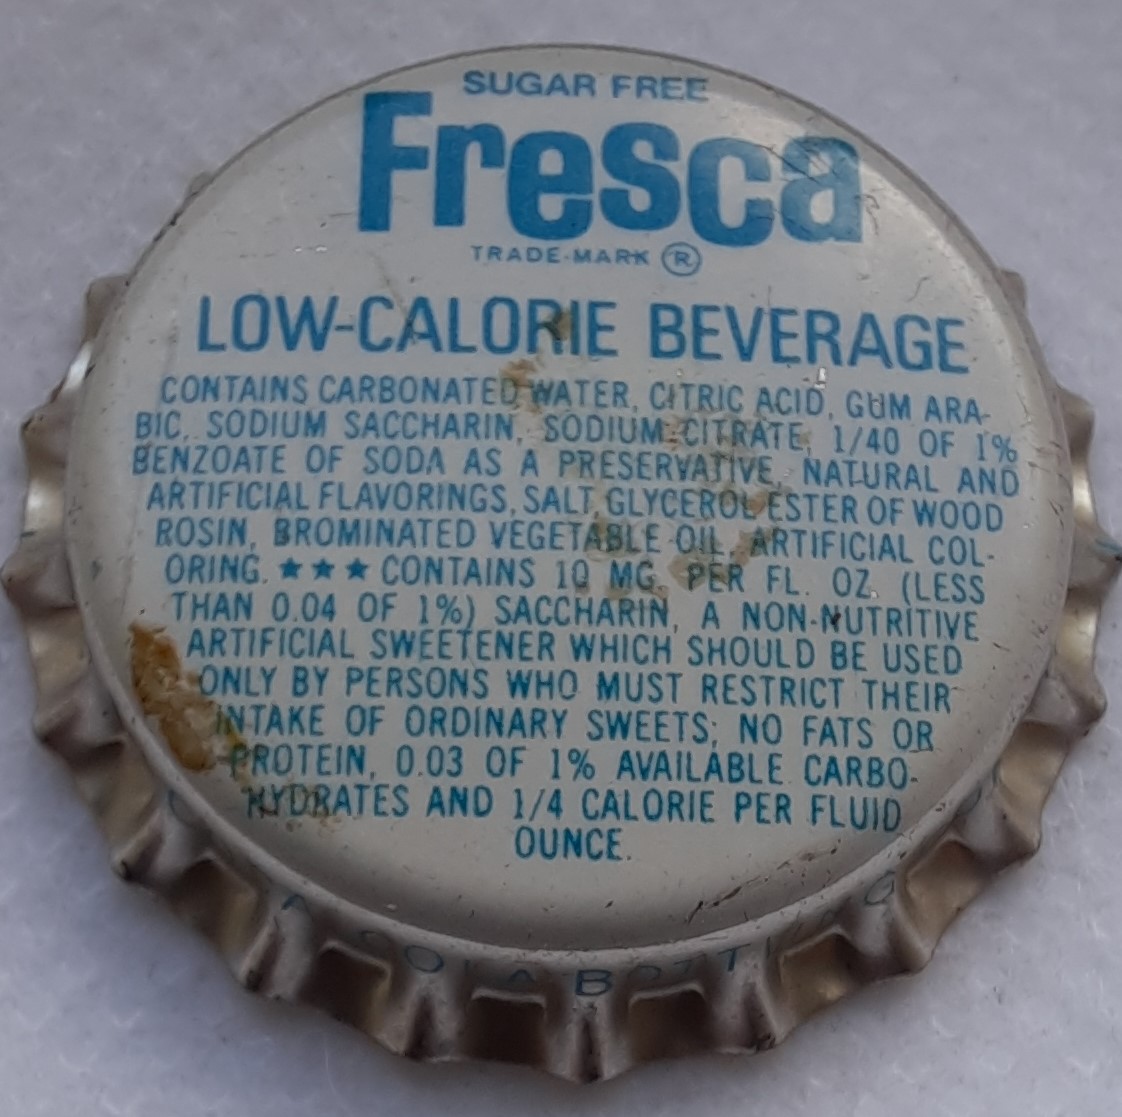 SUGAR FREE
Fresca
TRADE-MARK ®
LOW-CALORIE BEVERAGE
CONTAINS CARBONATED WATER, CITRIC ACID, GUM ARA-
BIC, SODIUM SACCHARIN, SODIUM CITRATE, 1/40 OF 1%
BENZOATE OF SODA AS A PRESERVATIVE, NATURAL AND
ARTIFICIAL FLAVORINGS, SALT, GLYCEROL ESTER OF WOOD
ROSIN, BROMINATED VEGETABLE OIL, ARTIFICIAL COL-
ORING. ★★★ CONTAINS 10 MG. PER FL. OZ. (LESS
THAN 0.04 OF 1%) SACCHARIN, A NON-NUTRITIVE
ARTIFICIAL SWEETENER WHICH SHOULD BE USED
ONLY BY PERSONS WHO MUST RESTRICT THEIR
INTAKE OF ORDINARY SWEETS; NO FATS OR
PROTEIN, 0.03 OF 1% AVAILABLE CARBO-
HYDRATES AND 1/4 CALORIE PER FLUID
OUNCE.
COLA BOTTLING